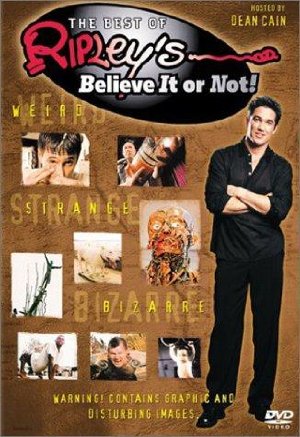 THE BEST OF
HOSTED BY
DEAN CAIN
RIPLEY's
Believe It or Not!
WEIRD
STRANGE
BIZARRE
WARNING! CONTAINS GRAPHIC AND
DISTURBING IMAGES.
DVD
VIDEO